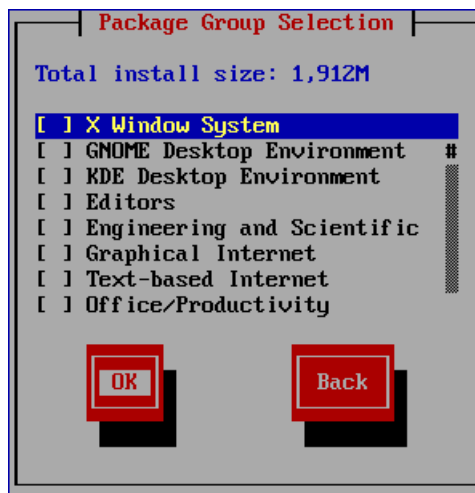 Package Group Selection
Total install size: 1,912M
[ ] X Window System
[ ] GNOME Desktop Environment #
[ ] KDE Desktop Environment
[ ] Editors
[ ] Engineering and Scientific
[ ] Graphical Internet
[ ] Text-based Internet
[ ] Office/Productivity
OK Back